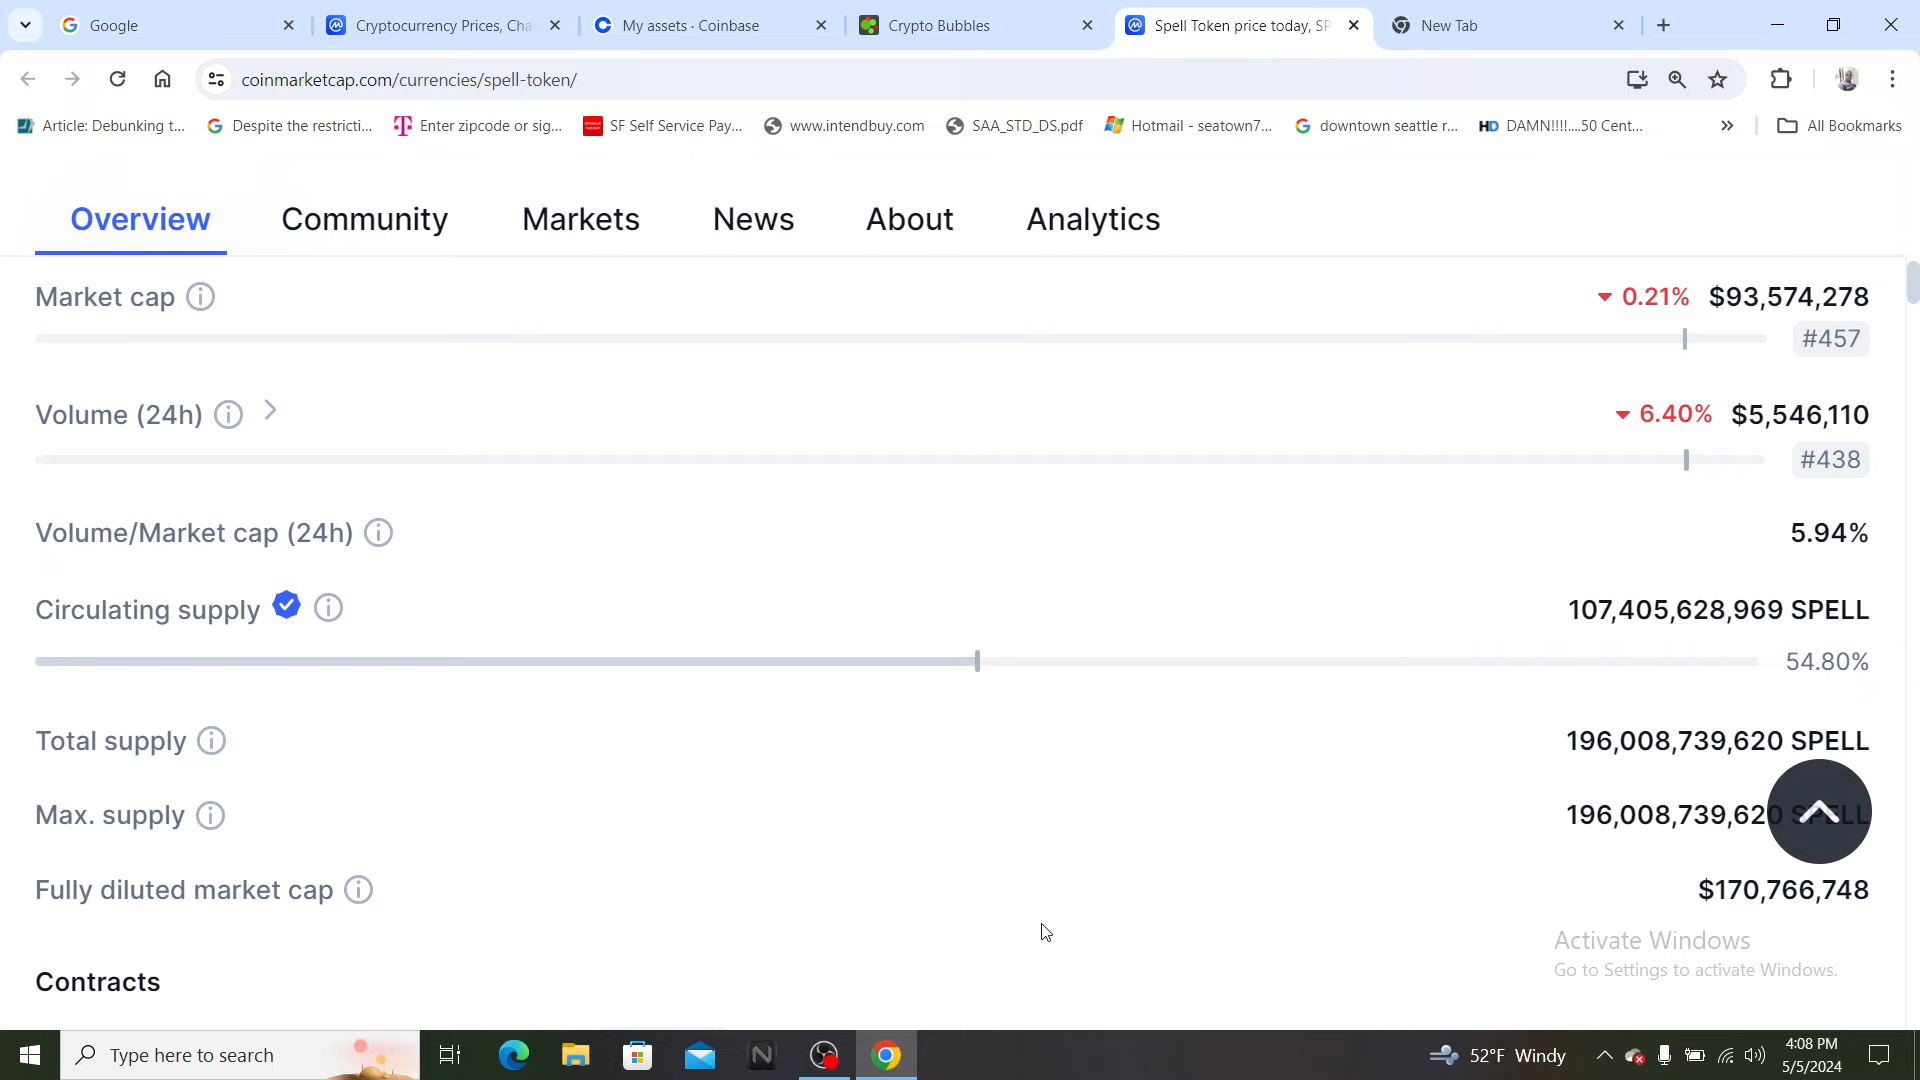 Google
Cryptocurrency Prices, Cha
My assets · Coinbase
Crypto Bubbles
Spell Token price today, SP
New Tab
coinmarketcap.com/currencies/spell-token/
Article: Debunking t...
Despite the restricti...
Enter zipcode or sig...
SF Self Service Pay...
www.intendbuy.com
SAA_STD_DS.pdf
Hotmail - seatown7...
downtown seattle r...
HD DAMN!!!!....50 Cent...
All Bookmarks
Overview Community Markets News About Analytics
Market cap 0.21% $93,574,278
#457
Volume (24h) 6.40% $5,546,110
#438
Volume/Market cap (24h) 5.94%
Circulating supply 107,405,628,969 SPELL
54.80%
Total supply 196,008,739,620 SPELL
Max. supply 196,008,739,620 SPELL
Fully diluted market cap $170,766,748
Activate Windows
Go to Settings to activate Windows.
Contracts
Type here to search
52°F Windy
4:08 PM
5/5/2024